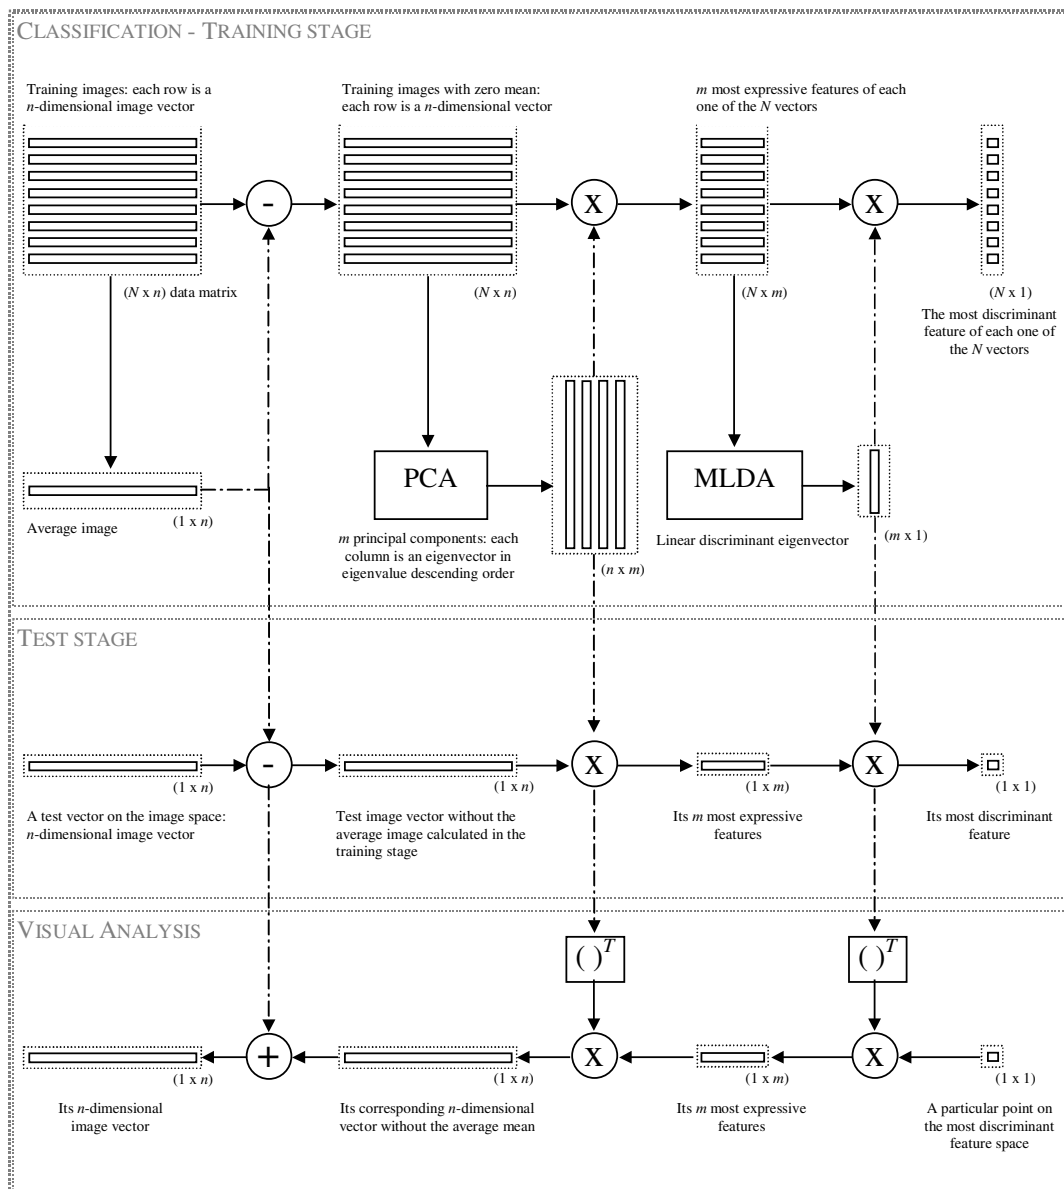 CLASSIFICATION - TRAINING STAGE
Training images: each row is a
n-dimensional image vector
Training images with zero mean:
each row is a n-dimensional vector
m most expressive features of each
one of the N vectors
-
X
X
(N x n) data matrix
(N x n)
(N x m)
(N x 1)
The most discriminant
feature of each one of
the N vectors
PCA
MLDA
Average image
(1 x n)
m principal components: each
column is an eigenvector in
eigenvalue descending order
(n x m)
Linear discriminant eigenvector
(m x 1)
TEST STAGE
-
X
X
(1 x n)
(1 x n)
(1 x m)
(1 x 1)
A test vector on the image space:
n-dimensional image vector
Test image vector without the
average image calculated in the
training stage
Its m most expressive
features
Its most discriminant
feature
VISUAL ANALYSIS
( )T
( )T
+
X
X
(1 x n)
(1 x n)
(1 x m)
(1 x 1)
Its n-dimensional
image vector
Its corresponding n-dimensional
vector without the average mean
Its m most expressive
features
A particular point on
the most discriminant
feature space